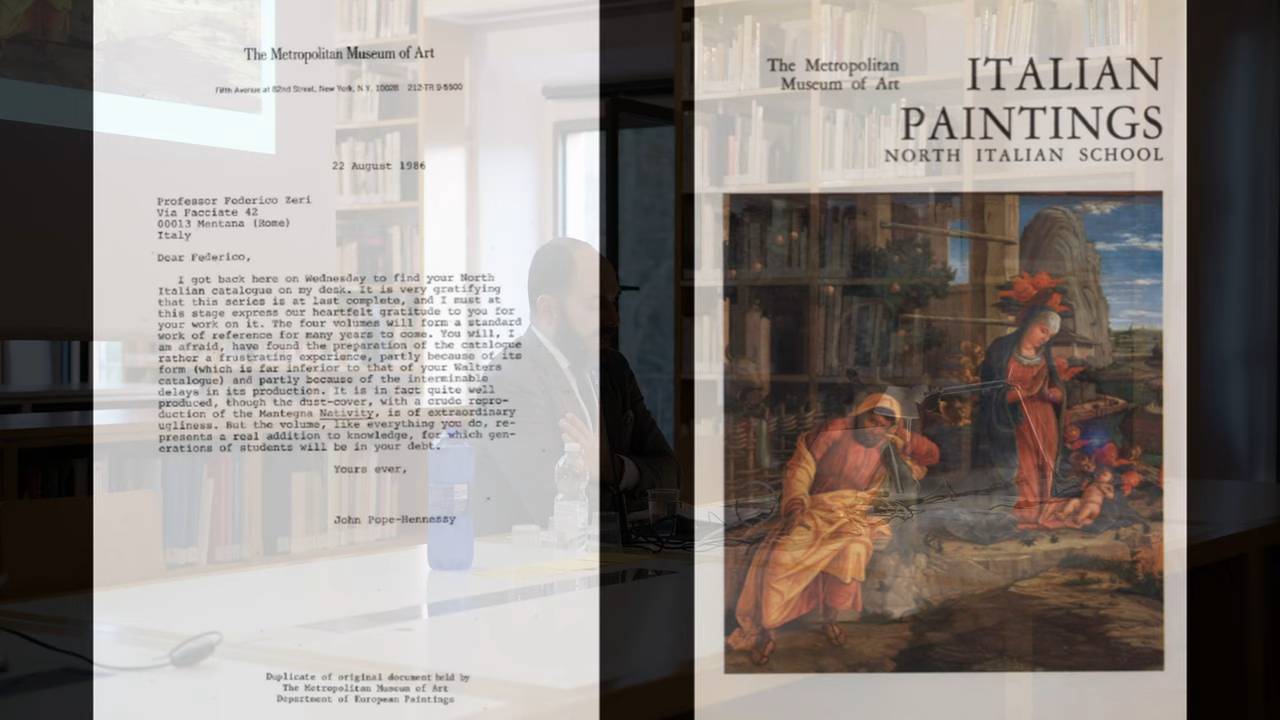 The Metropolitan Museum of Art
Fifth Avenue at 82nd Street, New York, N.Y. 10028 212-TR 9-5500
22 August 1986
Professor Federico Zeri
Via Facciate 42
00013 Mentana (Rome)
Italy
Dear Federico,
I got back here on Wednesday to find your North
Italian catalogue on my desk. It is very gratifying
that this series is at last complete, and I must at
this stage express our heartfelt gratitude to you for
your work on it. The four volumes will form a standard
work of reference for many years to come. You will, I
am afraid, have found the preparation of the catalogue
rather a frustrating experience, partly because of its
form (which is far inferior to that of your Walters
catalogue) and partly because of the interminable
delays in its production. It is in fact quite well
produced, though the dust-cover, with a crude repro-
duction of the Mantegna Nativity, is of extraordinary
ugliness. But the volume, like everything you do, re-
presents a real addition to knowledge, for which gen-
erations of students will be in your debt.
Yours ever,
John Pope-Hennessy
Duplicate of original document held by
The Metropolitan Museum of Art
Department of European Paintings
The Metropolitan
Museum of Art
ITALIAN
PAINTINGS
NORTH ITALIAN SCHOOL